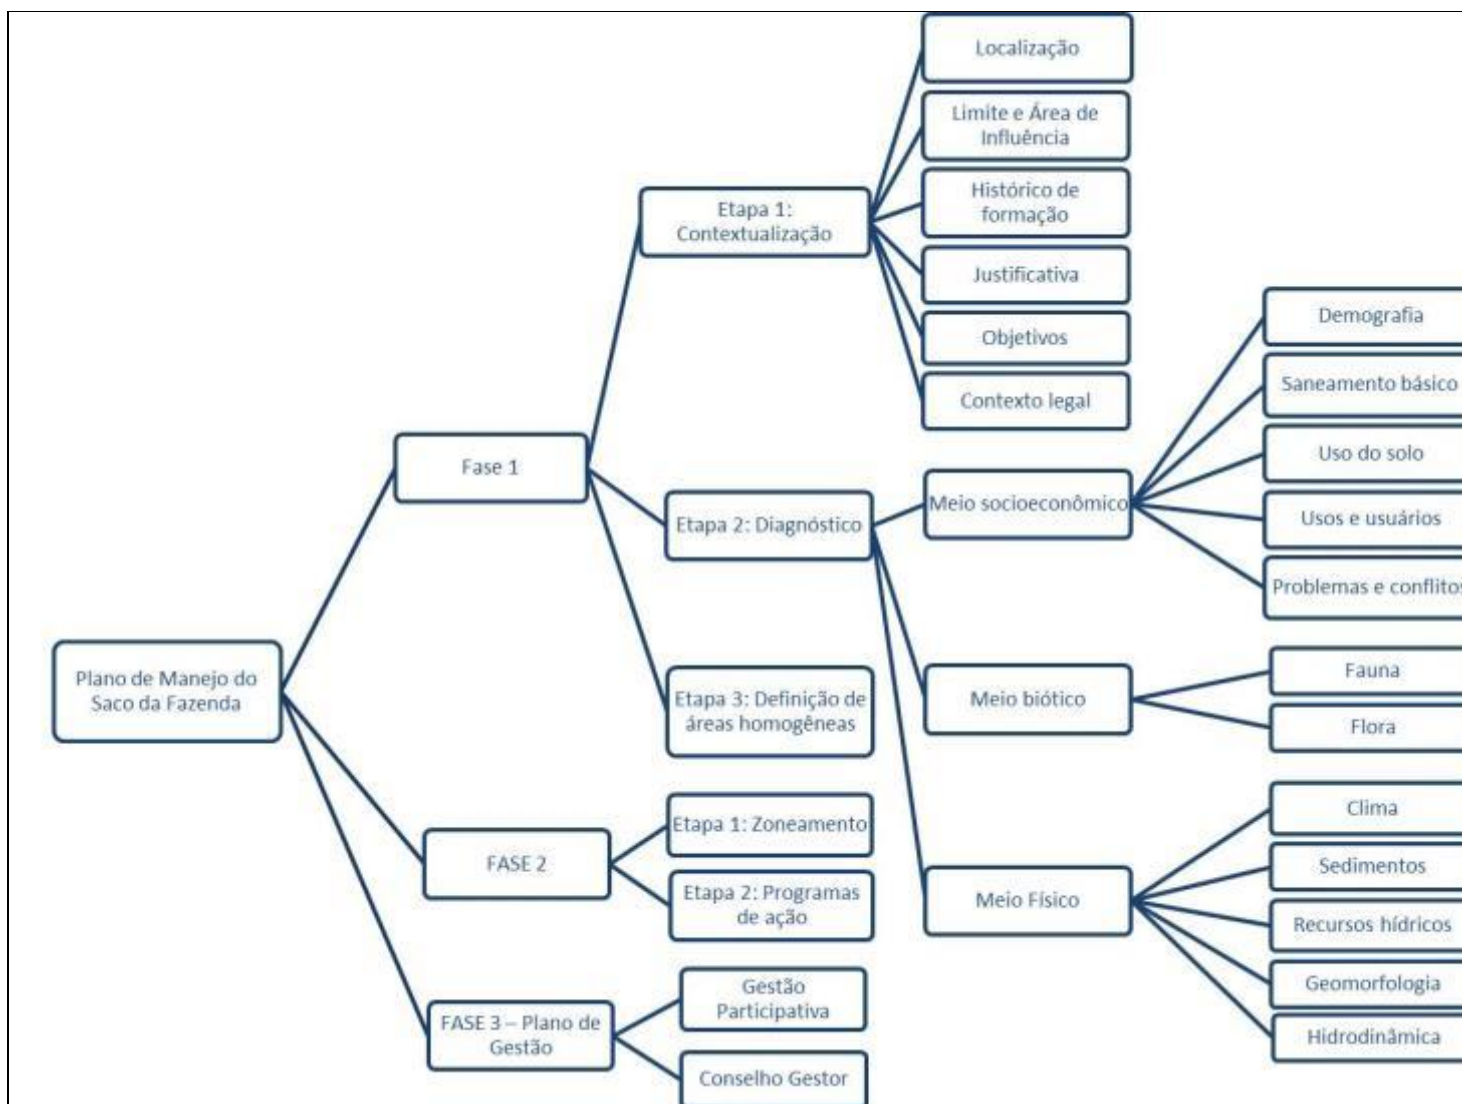 Localização
Limite e Área de
Influência
Histórico de
formação
Etapa 1:
Contextualização
Justificativa
Objetivos
Contexto legal
Demografia
Saneamento básico
Uso do solo
Usos e usuários
Problemas e conflitos
Fase 1
Etapa 2: Diagnóstico
Meio socioeconômico
Etapa 3: Definição de
áreas homogêneas
Meio biótico
Fauna
Flora
Plano de Manejo do
Saco da Fazenda
FASE 2
Etapa 1: Zoneamento
Etapa 2: Programas
de ação
Meio Físico
Clima
Sedimentos
Recursos hídricos
Geomorfologia
Hidrodinâmica
FASE 3 – Plano de
Gestão
Gestão
Participativa
Conselho Gestor